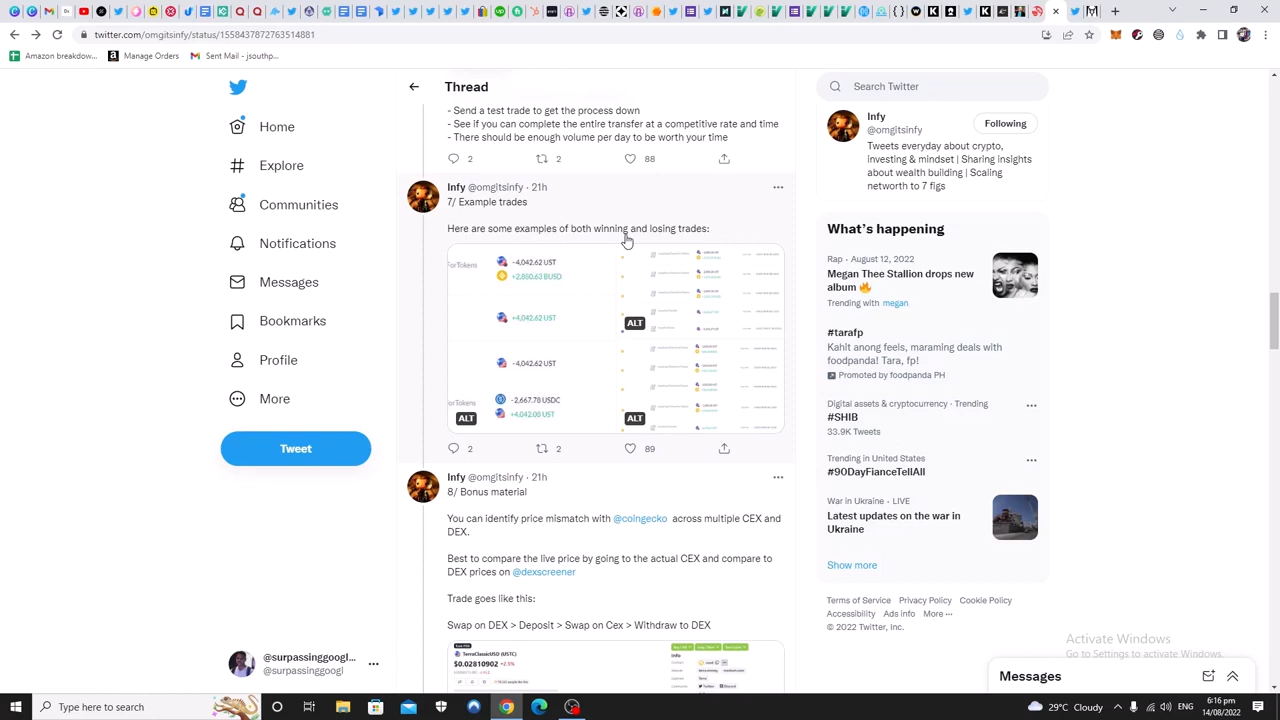 twitter.com/omgitsinfy/status/1558437872763514881
Amazon breakdow...
Manage Orders
Sent Mail - jsouthp...
Thread
Search Twitter
Home
Explore
Communities
Notifications
Messages
Bookmarks
Profile
More
Tweet
@surpassinggoogl...
- Send a test trade to get the process down
- See if you can complete the entire transfer at a competitive rate and time
- There should be enough volume per day to be worth your time
2
2
88
Infy @omgitsinfy · 21h
7/ Example trades
Here are some examples of both winning and losing trades:
ForTokens
-4,042.62 UST
+2,880.63 BUSD
+4,042.62 UST
ALT
-4,042.62 UST
ForTokens
-2,667.78 USDC
+4,042.08 UST
ALT
ALT
2
2
89
Infy @omgitsinfy · 21h
8/ Bonus material
You can identify price mismatch with @coingecko across multiple CEX and
DEX.
Best to compare the live price by going to the actual CEX and compare to
DEX prices on @dexscreener
Trade goes like this:
Swap on DEX > Deposit > Swap on Cex > Withdraw to DEX
TerraClassicUSD (USTC)
$0.02810902
Info
Infy
@omgitsinfy
Following
Tweets everyday about crypto,
investing & mindset | Sharing insights
about wealth building | Scaling
networth to 7 figs
What's happening
Rap · August 12, 2022
Megan Thee Stallion drops new
album 🔥
Trending with megan
#tarafp
Kahit anong feels, maraming deals with
foodpanda! Tara, fp!
Promoted by foodpanda PH
Digital assets & cryptocurrency · Trending
#SHIB
33.9K Tweets
Trending in United States
#90DayFianceTellAll
War in Ukraine · LIVE
Latest updates on the war in
Ukraine
Show more
Terms of Service Privacy Policy Cookie Policy
Accessibility Ads info More ···
© 2022 Twitter, Inc.
Activate Windows
Go to Settings to activate Windows.
Messages
Type here to search
29°C Cloudy
ENG
6:16 pm
14/08/2022